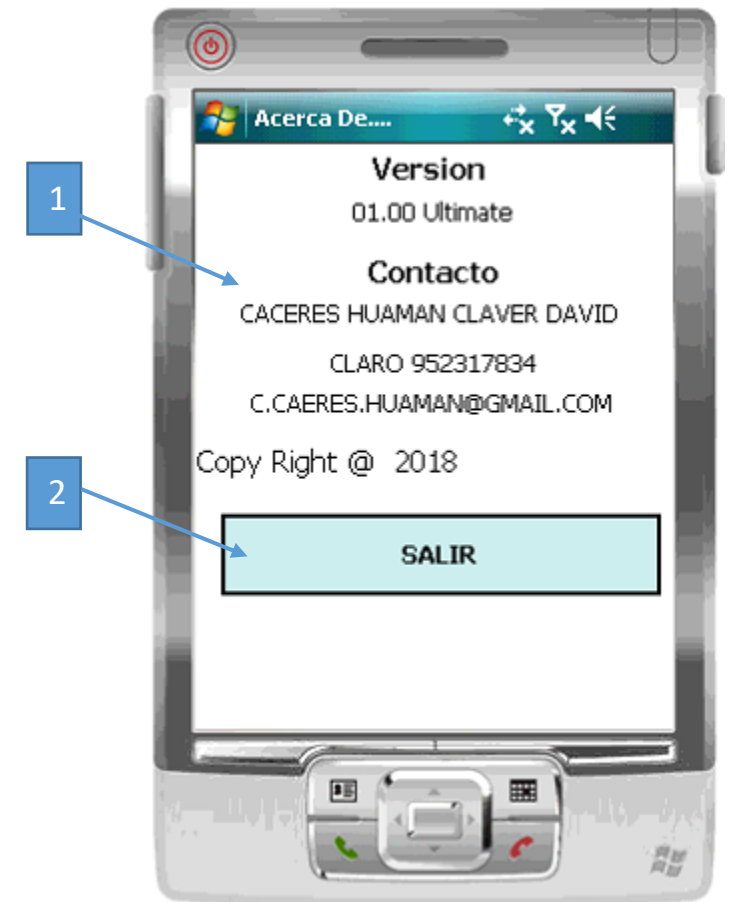 Acerca De....
Version
01.00 Ultimate
1
Contacto
CACERES HUAMAN CLAVER DAVID
CLARO 952317834
C.CAERES.HUAMAN@GMAIL.COM
Copy Right @ 2018
2
SALIR